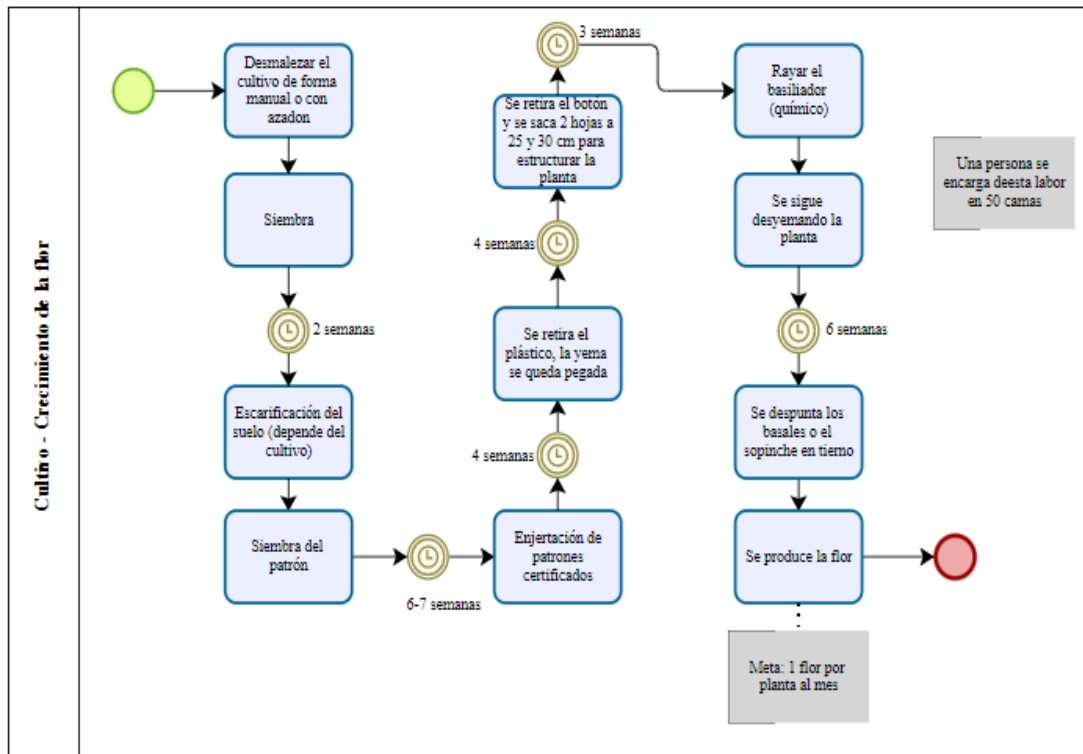 Cultivo - Crecimiento de la flor
Desmalezar el
cultivo de forma
manual o con
azadon
Siembra
2 semanas
Escarificación del
suelo (depende del
cultivo)
Siembra del
patrón
6-7 semanas
Enjertación de
patrones
certificados
4 semanas
Se retira el
plástico, la yema
se queda pegada
4 semanas
Se retira el botón
y se saca 2 hojas a
25 y 30 cm para
estructurar la
planta
3 semanas
Rayar el
basiliador
(químico)
Se sigue
desyemando la
planta
6 semanas
Se despunta los
basales o el
sopinche en tierno
Se produce la flor
Meta: 1 flor por
planta al mes
Una persona se
encarga deesta labor
en 50 camas